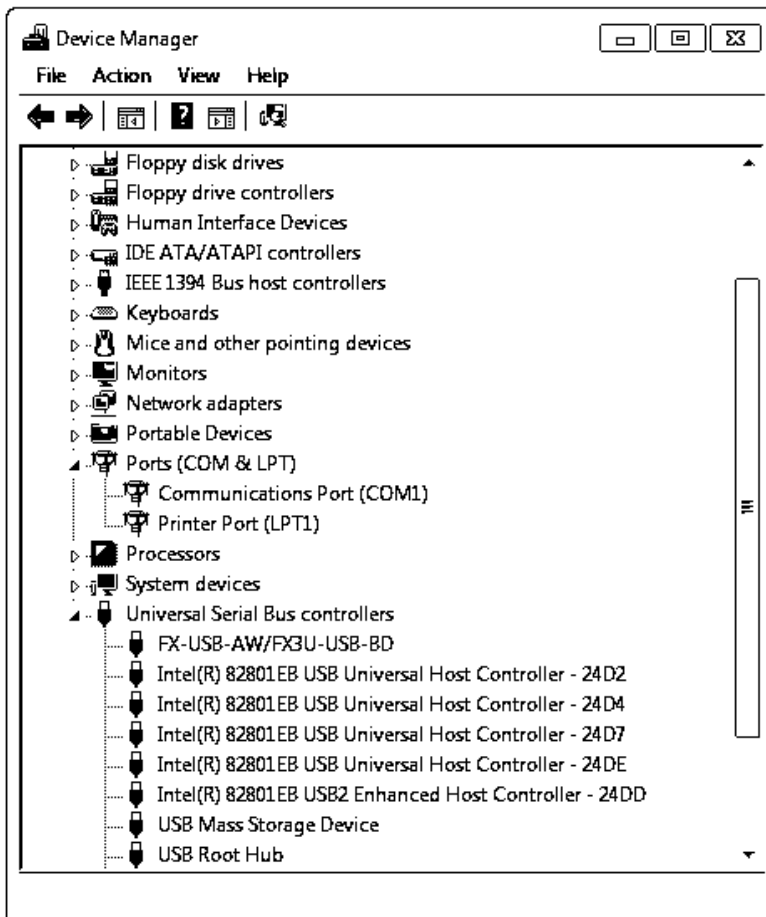 Device Manager
File Action View Help
Floppy disk drives
Floppy drive controllers
Human Interface Devices
IDE ATA/ATAPI controllers
IEEE 1394 Bus host controllers
Keyboards
Mice and other pointing devices
Monitors
Network adapters
Portable Devices
Ports (COM & LPT)
Communications Port (COM1)
Printer Port (LPT1)
Processors
System devices
Universal Serial Bus controllers
FX-USB-AW/FX3U-USB-BD
Intel(R) 82801EB USB Universal Host Controller - 24D2
Intel(R) 82801EB USB Universal Host Controller - 24D4
Intel(R) 82801EB USB Universal Host Controller - 24D7
Intel(R) 82801EB USB Universal Host Controller - 24DE
Intel(R) 82801EB USB2 Enhanced Host Controller - 24DD
USB Mass Storage Device
USB Root Hub